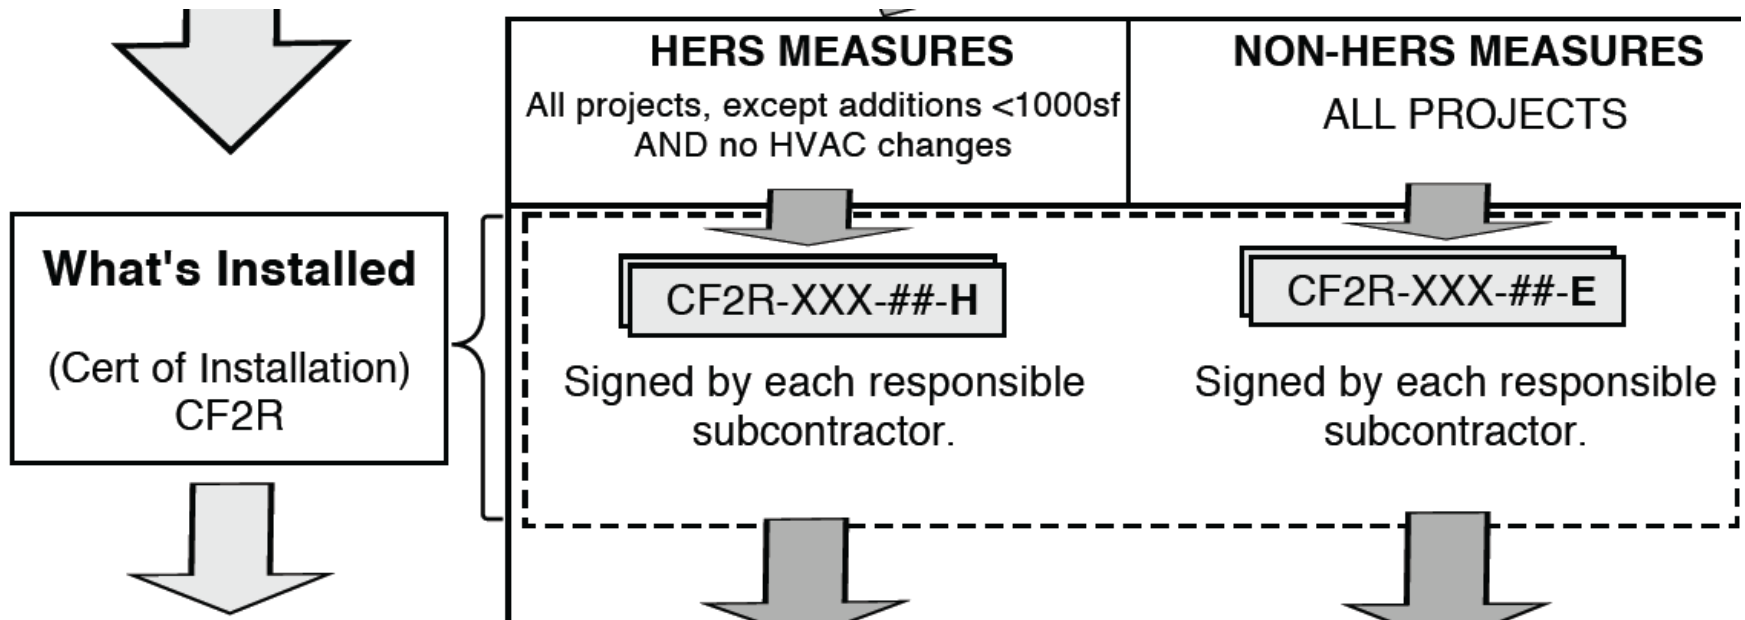 HERS MEASURES
All projects, except additions <1000sf
AND no HVAC changes
NON-HERS MEASURES
ALL PROJECTS
What's Installed
(Cert of Installation)
CF2R
CF2R-XXX-##-H
Signed by each responsible
subcontractor.
CF2R-XXX-##-E
Signed by each responsible
subcontractor.